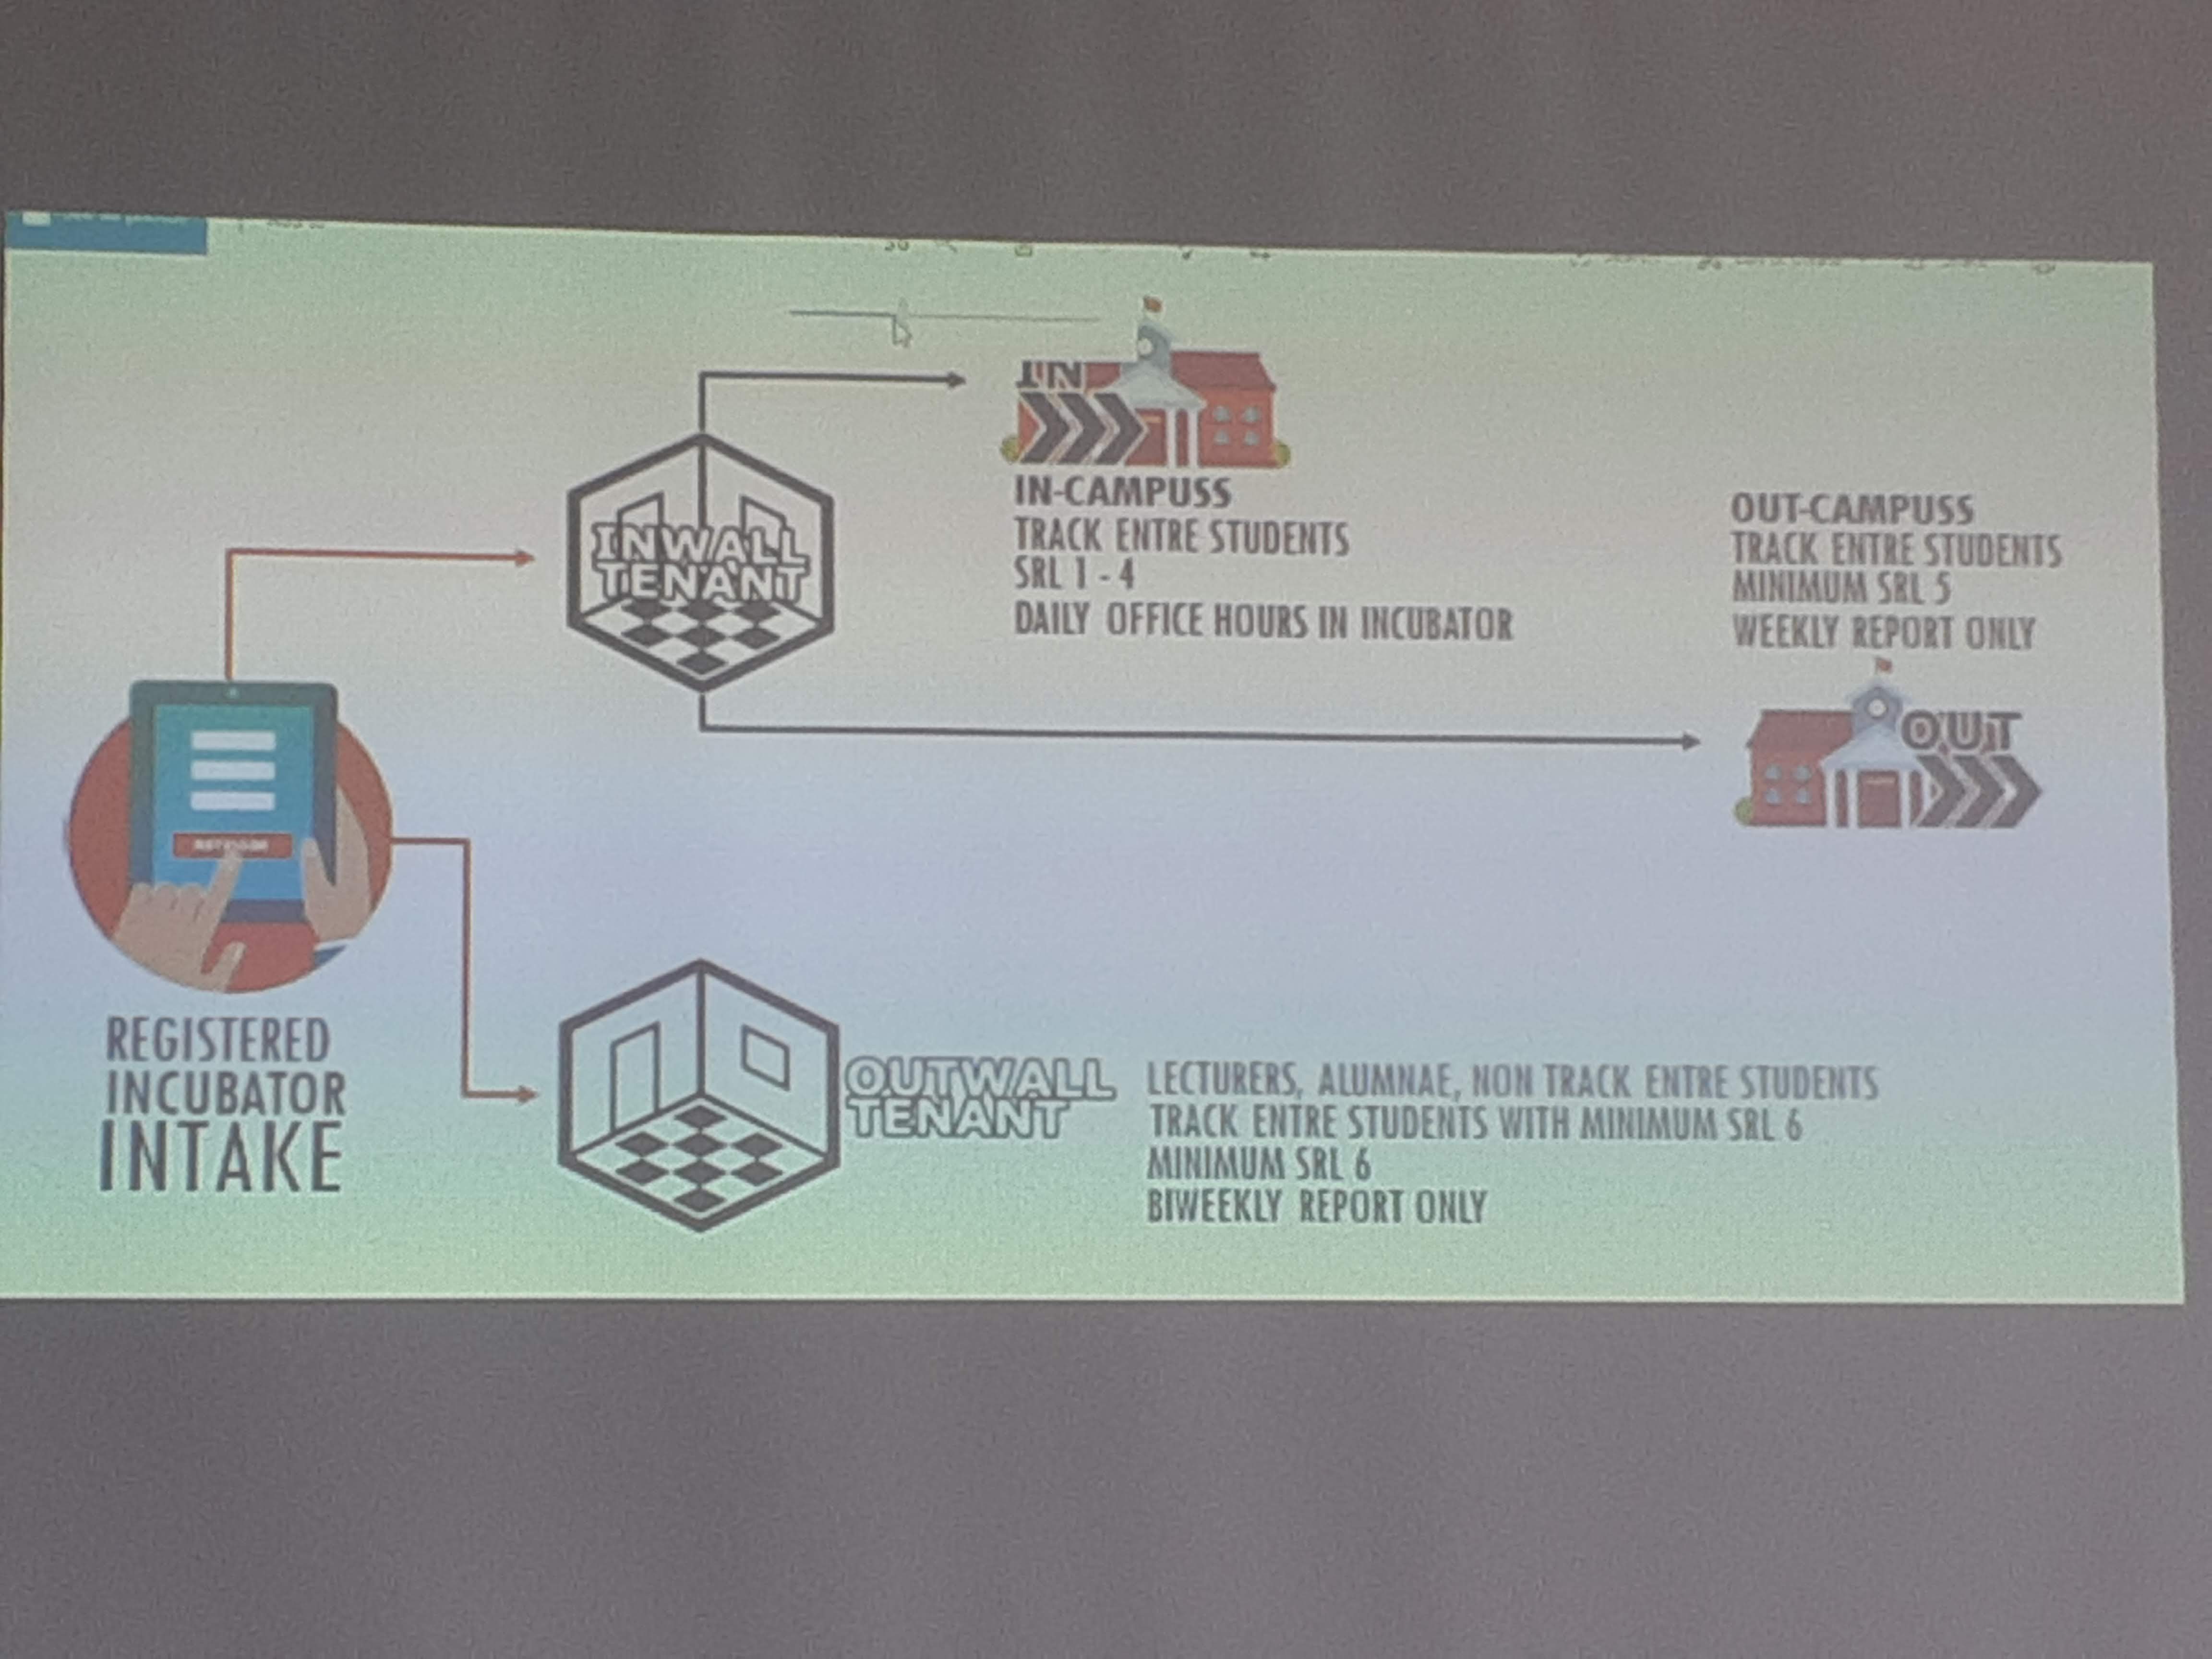 IN
IN-CAMPUSS
TRACK ENTRE STUDENTS
SRL 1 - 4
DAILY OFFICE HOURS IN INCUBATOR
OUT-CAMPUSS
TRACK ENTRE STUDENTS
MINIMUM SRL 5
WEEKLY REPORT ONLY
OUT
INWALL
TENANT
REGISTERED
INCUBATOR
INTAKE
OUTWALL
TENANT
LECTURERS, ALUMNAE, NON TRACK ENTRE STUDENTS
TRACK ENTRE STUDENTS WITH MINIMUM SRL 6
MINIMUM SRL 6
BIWEEKLY REPORT ONLY